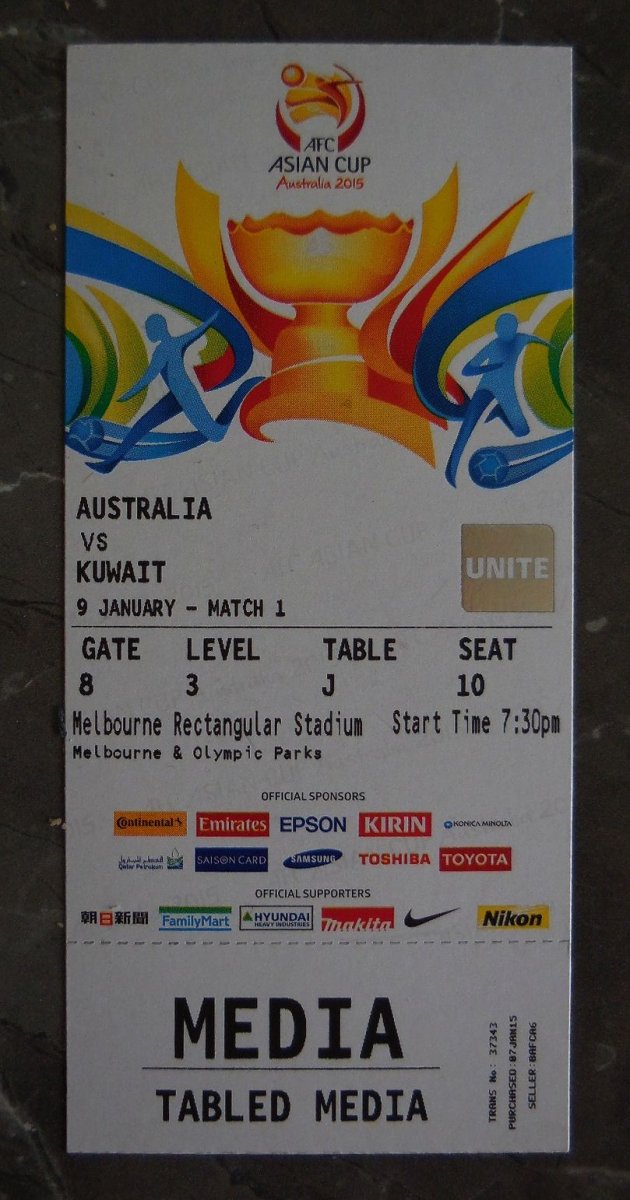 AFC
ASIAN CUP
Australia 2015
AUSTRALIA
VS
KUWAIT
9 JANUARY - MATCH 1
UNITE
GATE LEVEL TABLE SEAT
8 3 J 10
Melbourne Rectangular Stadium Start Time 7:30pm
Melbourne & Olympic Parks
OFFICIAL SPONSORS
Continental Emirates EPSON KIRIN KONICA MINOLTA
Qatar Petroleum SAISON CARD SAMSUNG TOSHIBA TOYOTA
OFFICIAL SUPPORTERS
朝日新聞 FamilyMart HYUNDAI HEAVY INDUSTRIES makita Nikon
MEDIA
TABLED MEDIA
TRANS No: 37343
PURCHASED:07JAN15
SELLER:BAFCA6